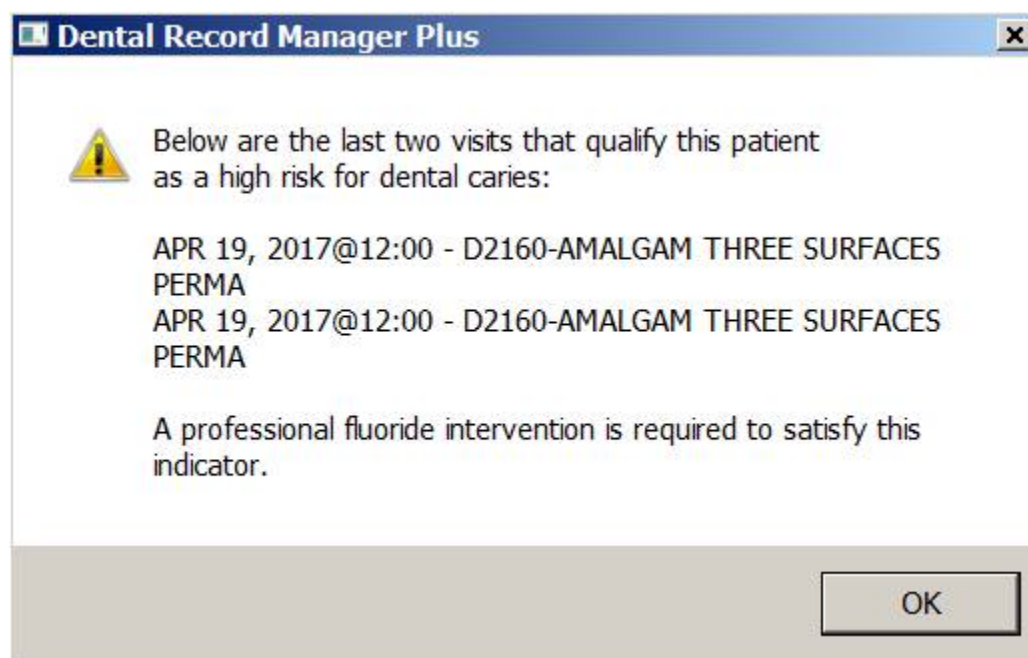 Dental Record Manager Plus
Below are the last two visits that qualify this patient
as a high risk for dental caries:
APR 19, 2017@12:00 - D2160-AMALGAM THREE SURFACES
PERMA
APR 19, 2017@12:00 - D2160-AMALGAM THREE SURFACES
PERMA
A professional fluoride intervention is required to satisfy this
indicator.
OK